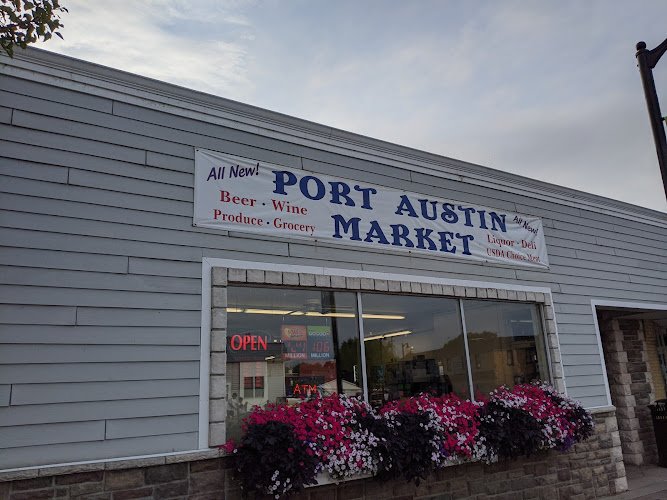 All New!
PORT AUSTIN
MARKET
Beer · Wine
Produce · Grocery
All New!
Liquor · Deli
USDA Choice Meat
OPEN
106
MILLION MILLION
ATM